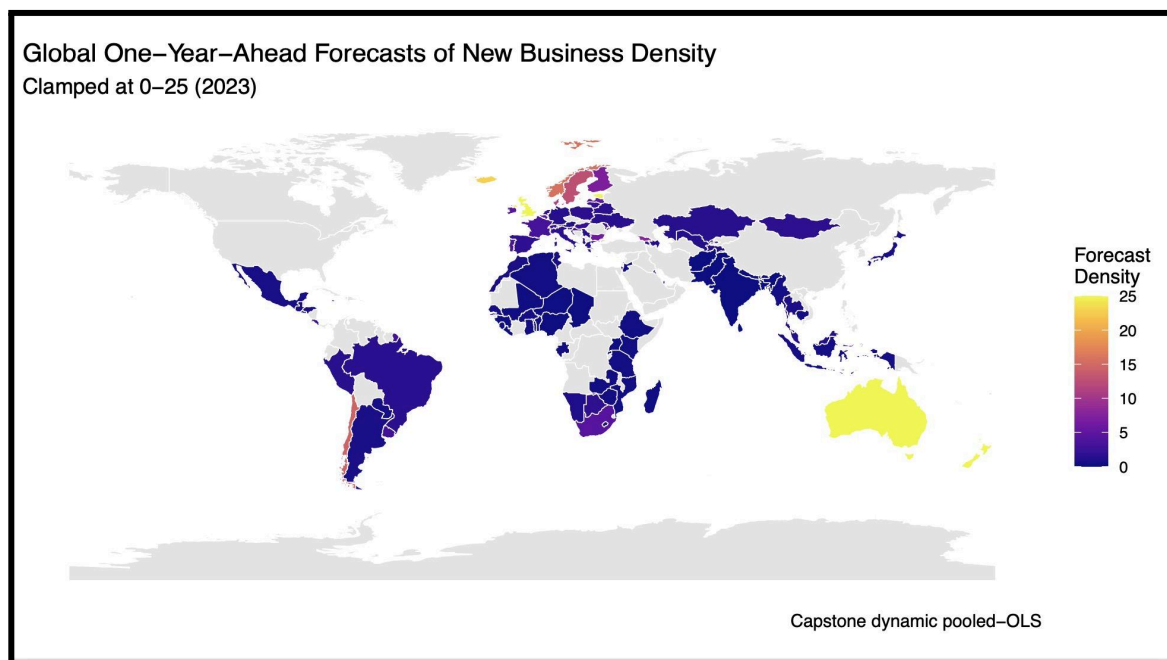 Global One−Year−Ahead Forecasts of New Business Density
Clamped at 0−25 (2023)
Forecast
Density
25
20
15
10
5
0
Capstone dynamic pooled−OLS